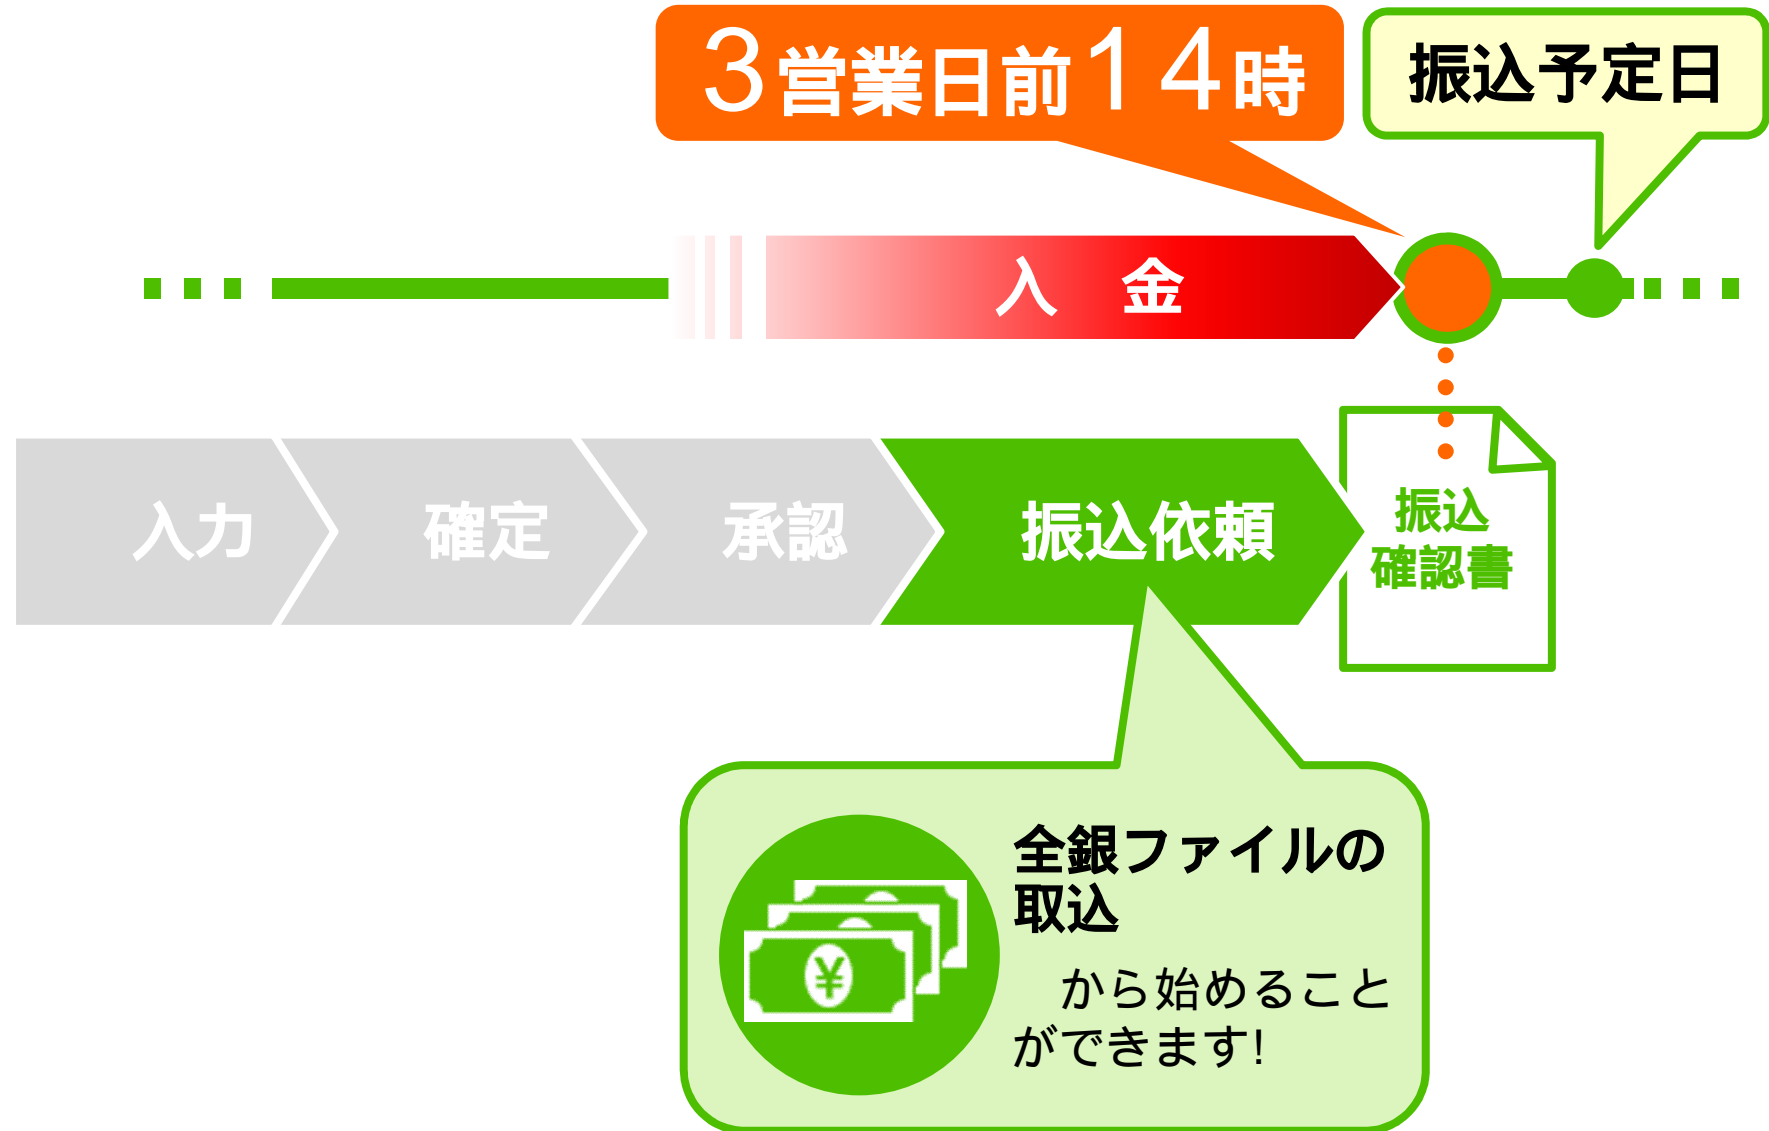 3営業日前14時
振込予定日
入　金
入力
確定
承認
振込依頼
振込
確認書
全銀ファイルの
取込
　から始めること
ができます!
¥